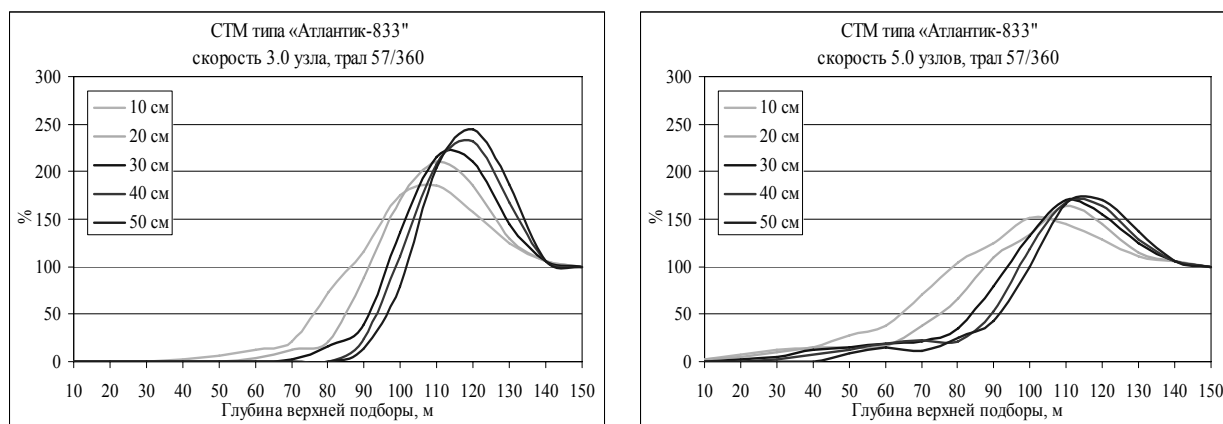 СТМ типа «Атлантик-833"
скорость 3.0 узла, трал 57/360
300
250
200
150
100
50
0
%
10 см
20 см
30 см
40 см
50 см
10 20 30 40 50 60 70 80 90 100 110 120 130 140 150
Глубина верхней подборы, м
СТМ типа «Атлантик-833"
скорость 5.0 узлов, трал 57/360
300
250
200
150
100
50
0
%
10 см
20 см
30 см
40 см
50 см
10 20 30 40 50 60 70 80 90 100 110 120 130 140 150
Глубина верхней подборы, м